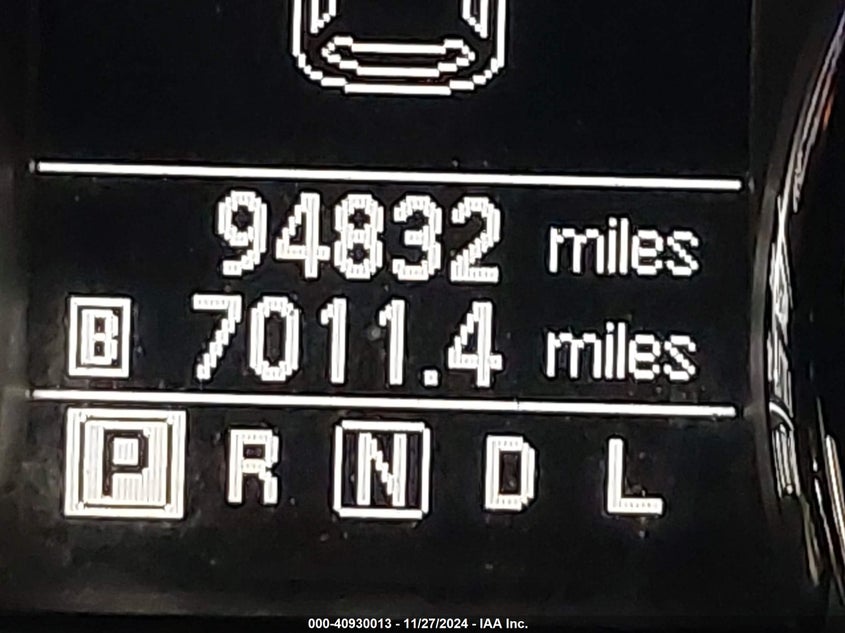 94832 miles
B 7011.4 miles
P R N D L
000-40930013 - 11/27/2024 - IAA Inc.